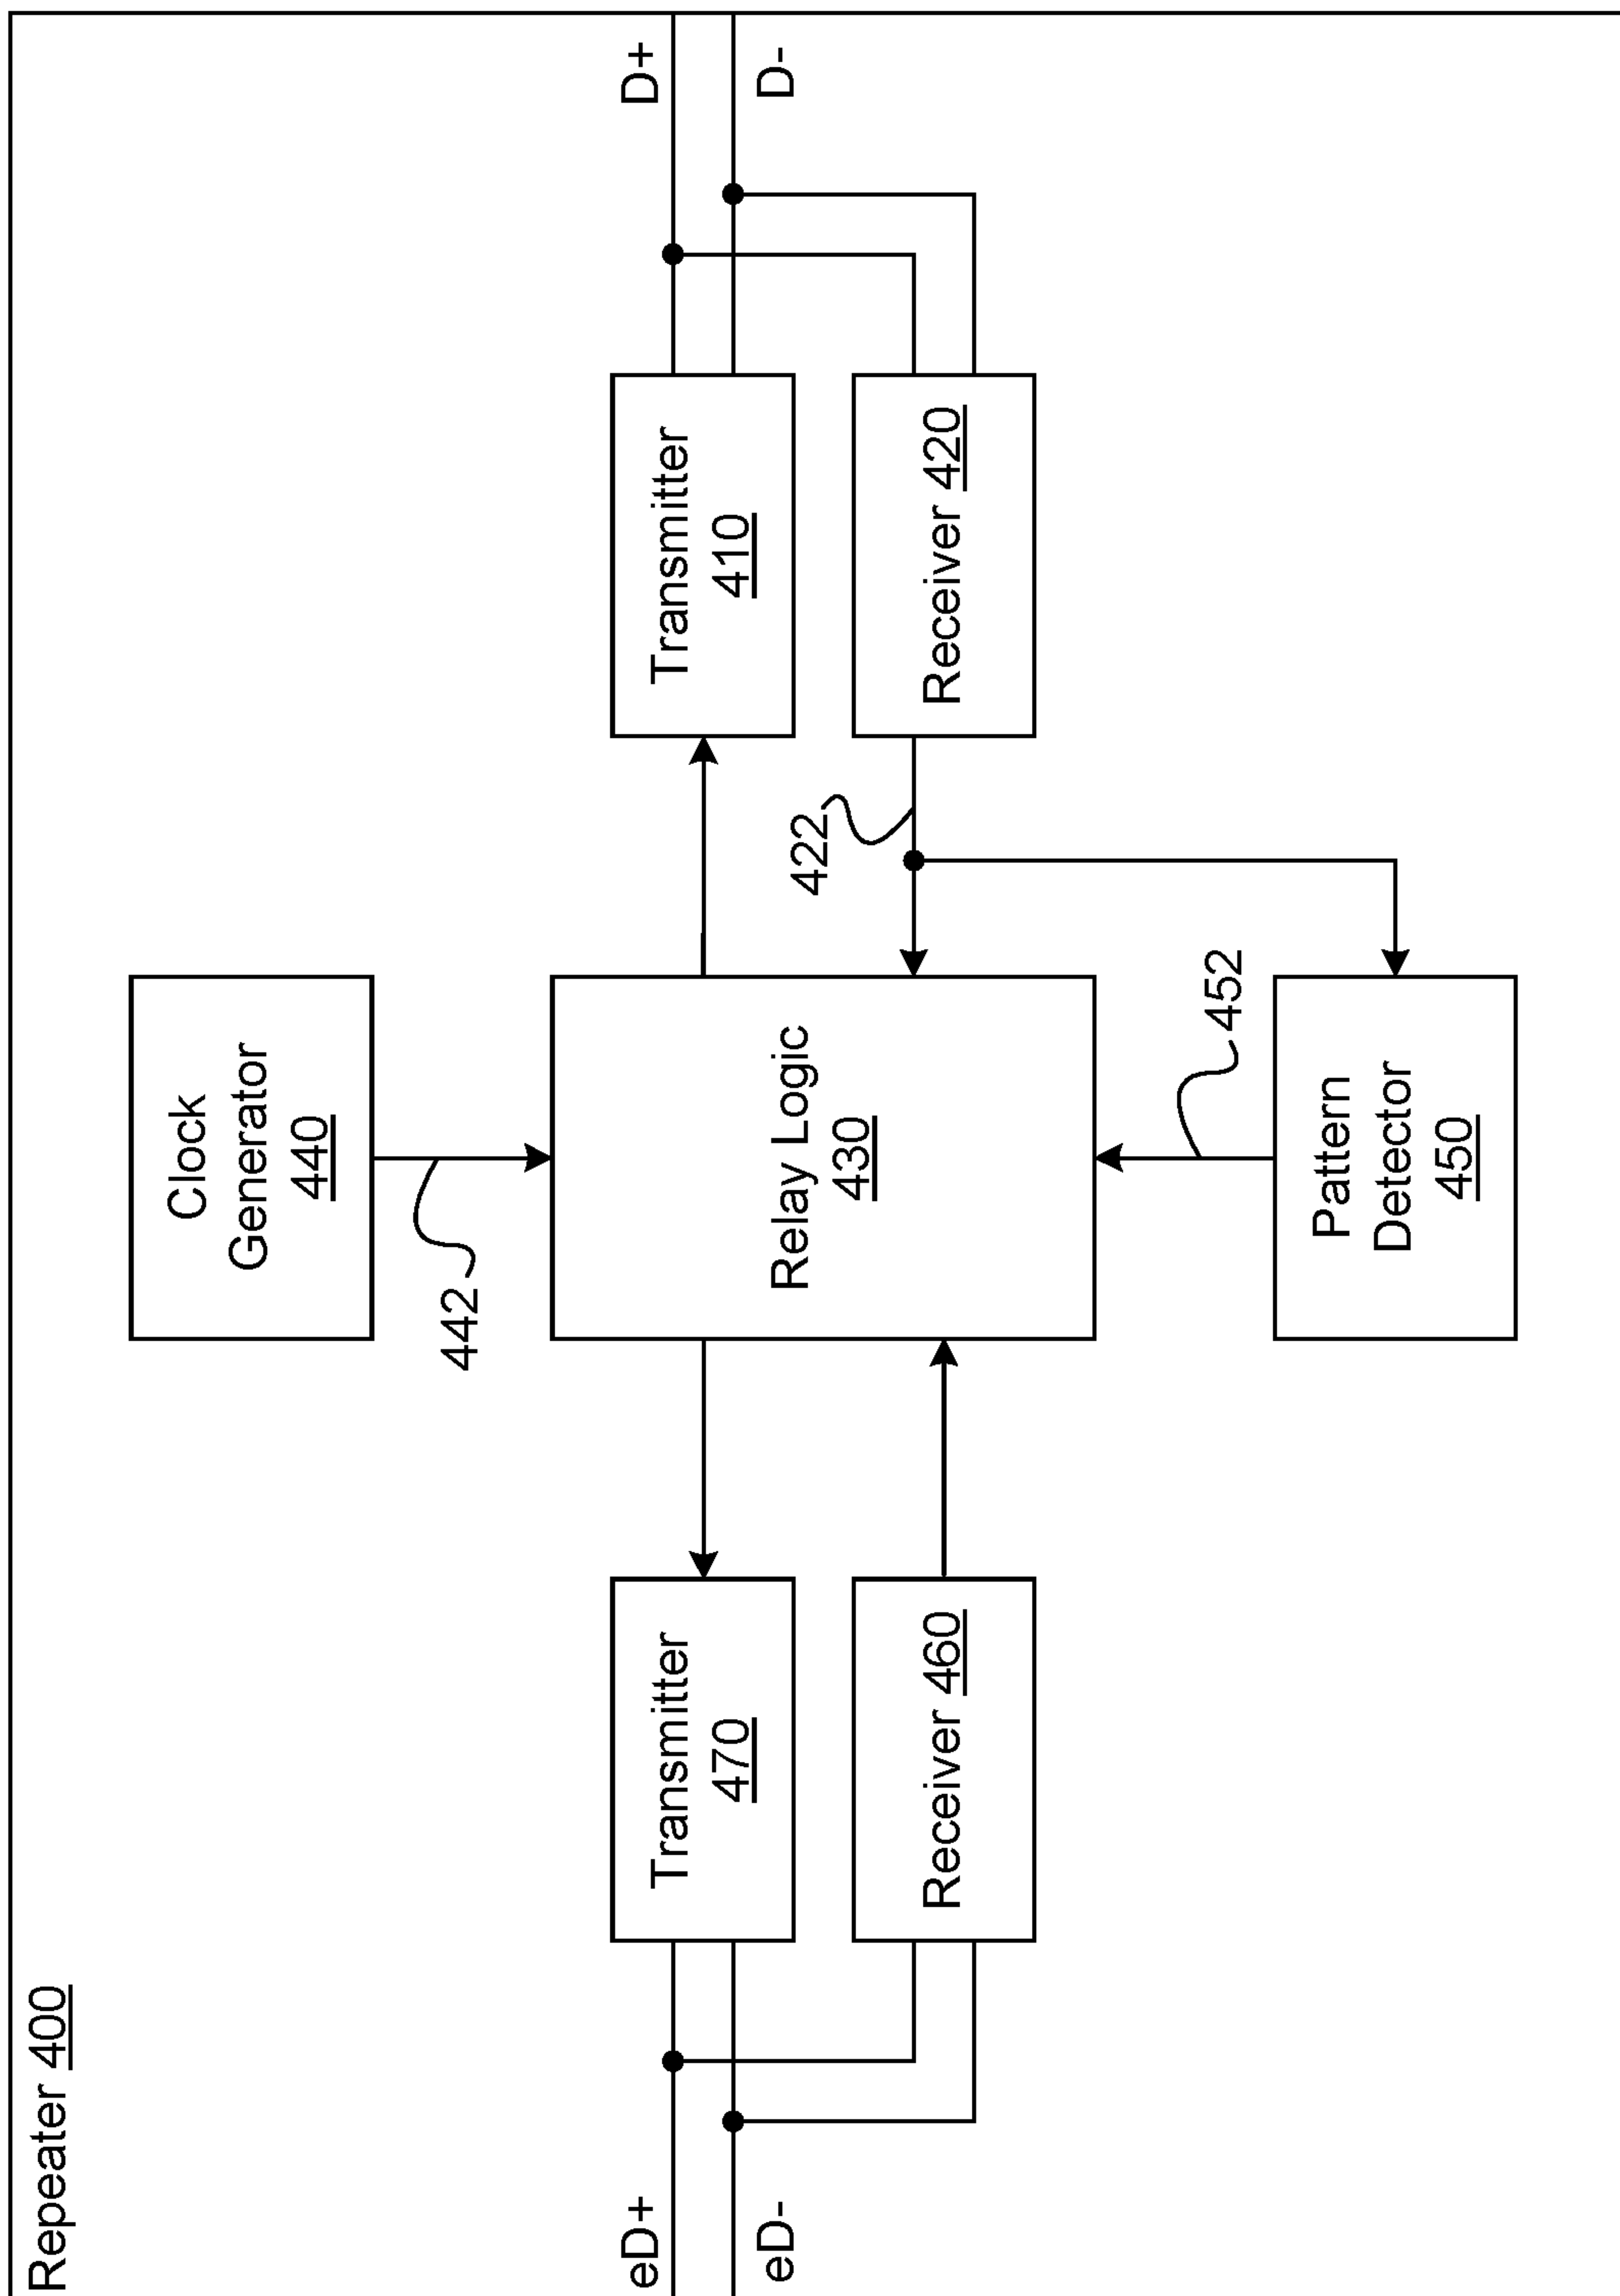 Repeater 400
Clock
Generator
440
442
eD+
eD-
Transmitter
470
Receiver 460
Relay Logic
430
Transmitter
410
Receiver 420
422
D+
D-
452
Pattern
Detector
450